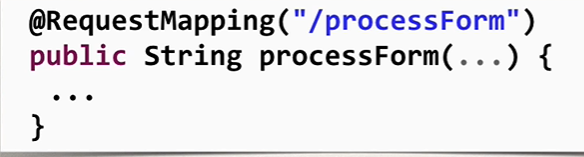 @RequestMapping("/processForm")
public String processForm(...) {
...
}